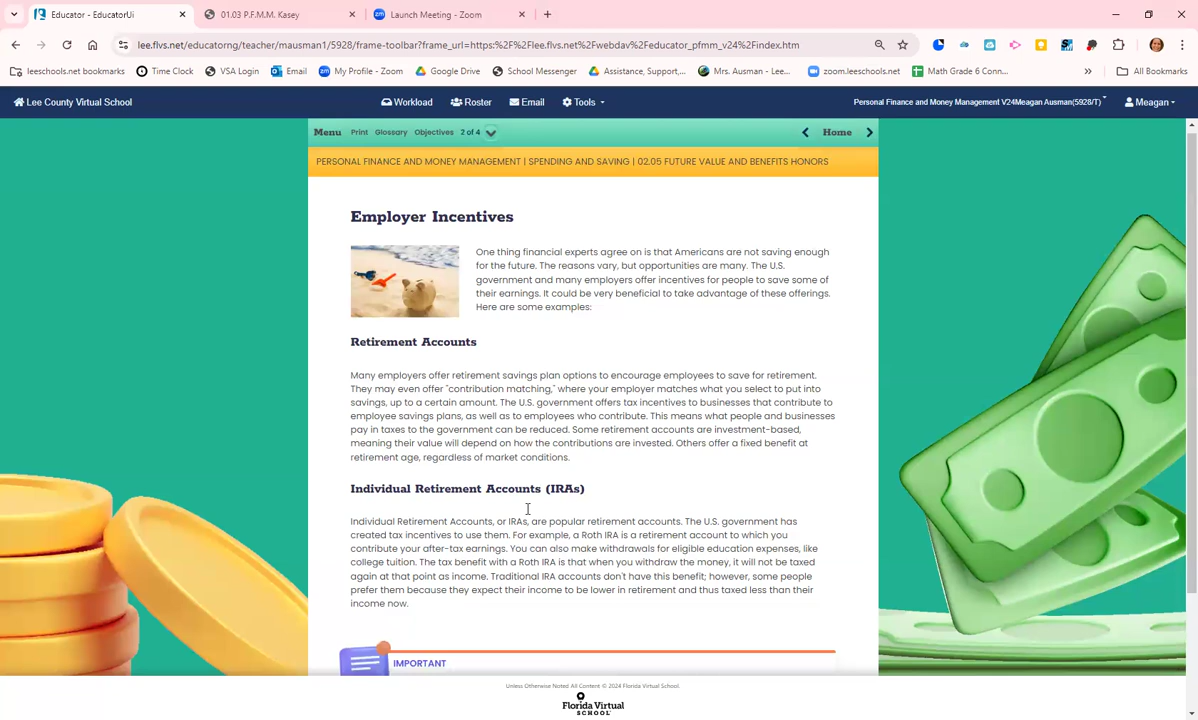 Educator - EducatorUi
01.03 P.F.M.M. Kasey
Launch Meeting - Zoom
lee.flvs.net/educatorng/teacher/mausman1/5928/frame-toolbar?frame_url=https:%2F%2Flee.flvs.net%2Fwebdav%2Feducator_pfmm_v24%2Findex.htm
leeschools.net bookmarks
Time Clock
VSA Login
Email
My Profile - Zoom
Google Drive
School Messenger
Assistance, Support,...
Mrs. Ausman - Lee...
zoom.leeschools.net
Math Grade 6 Conn...
All Bookmarks
Lee County Virtual School
Workload
Roster
Email
Tools
Personal Finance and Money Management V24Meagan Ausman(5928/T)
Meagan
Menu Print Glossary Objectives 2 of 4
Home
PERSONAL FINANCE AND MONEY MANAGEMENT | SPENDING AND SAVING | 02.05 FUTURE VALUE AND BENEFITS HONORS
Employer Incentives
One thing financial experts agree on is that Americans are not saving enough
for the future. The reasons vary, but opportunities are many. The U.S.
government and many employers offer incentives for people to save some of
their earnings. It could be very beneficial to take advantage of these offerings.
Here are some examples:
Retirement Accounts
Many employers offer retirement savings plan options to encourage employees to save for retirement.
They may even offer "contribution matching," where your employer matches what you select to put into
savings, up to a certain amount. The U.S. government offers tax incentives to businesses that contribute to
employee savings plans, as well as to employees who contribute. This means what people and businesses
pay in taxes to the government can be reduced. Some retirement accounts are investment-based,
meaning their value will depend on how the contributions are invested. Others offer a fixed benefit at
retirement age, regardless of market conditions.
Individual Retirement Accounts (IRAs)
Individual Retirement Accounts, or IRAs, are popular retirement accounts. The U.S. government has
created tax incentives to use them. For example, a Roth IRA is a retirement account to which you
contribute your after-tax earnings. You can also make withdrawals for eligible education expenses, like
college tuition. The tax benefit with a Roth IRA is that when you withdraw the money, it will not be taxed
again at that point as income. Traditional IRA accounts don't have this benefit; however, some people
prefer them because they expect their income to be lower in retirement and thus taxed less than their
income now.
IMPORTANT
Unless Otherwise Noted All Content © 2024 Florida Virtual School.
Florida Virtual
SCHOOL